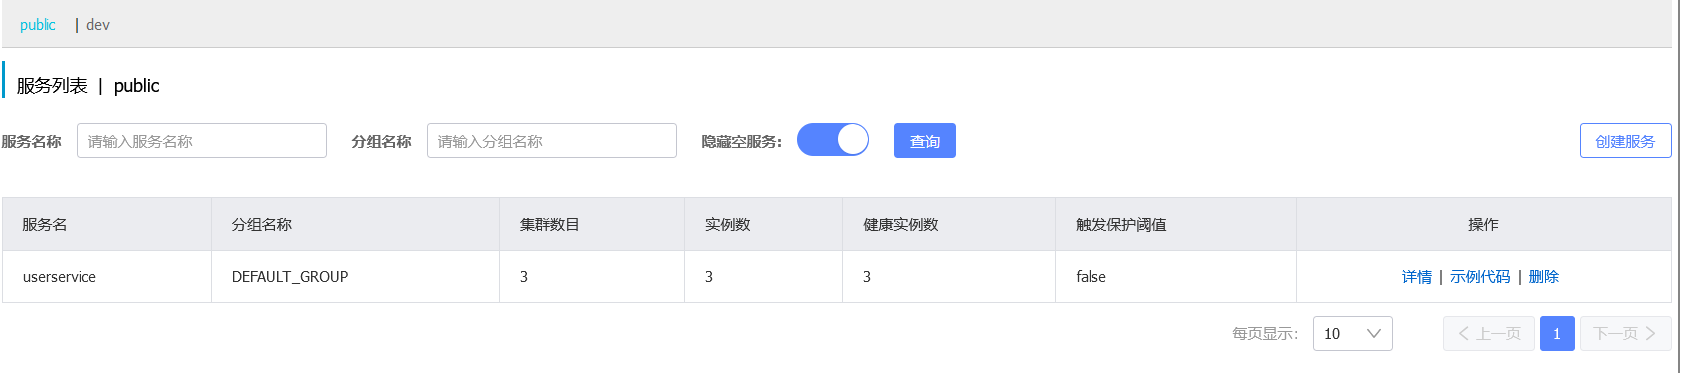 public | dev
服务列表 | public
服务名称 请输入服务名称 分组名称 请输入分组名称 隐藏空服务: 查询 创建服务
服务名 分组名称 集群数目 实例数 健康实例数 触发保护阈值 操作
userservice DEFAULT_GROUP 3 3 3 false 详情 | 示例代码 | 删除
每页显示: 10 上一页 1 下一页